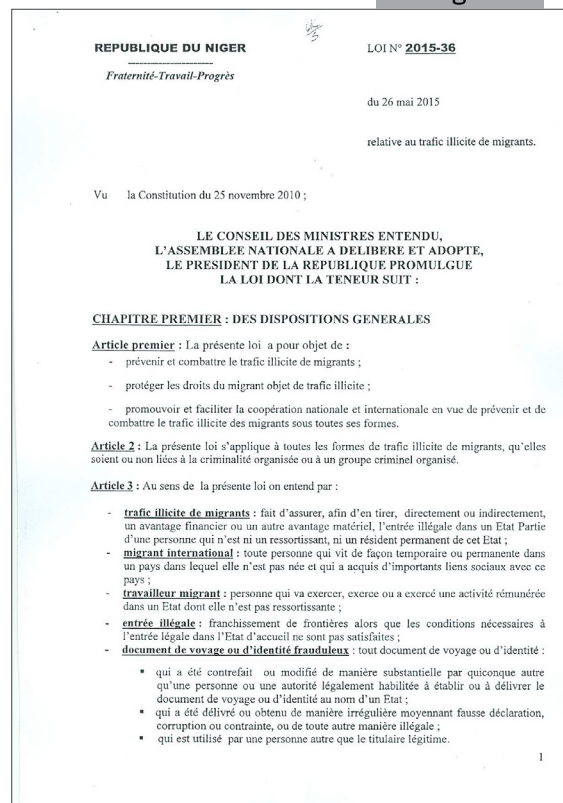 REPUBLIQUE DU NIGER
Fraternité-Travail-Progrès
LOI N° 2015-36
du 26 mai 2015
relative au trafic illicite de migrants.
Vu la Constitution du 25 novembre 2010 ;
LE CONSEIL DES MINISTRES ENTENDU,
L'ASSEMBLEE NATIONALE A DELIBERE ET ADOPTE,
LE PRESIDENT DE LA REPUBLIQUE PROMULGUE
LA LOI DONT LA TENEUR SUIT :
CHAPITRE PREMIER : DES DISPOSITIONS GENERALES
Article premier : La présente loi a pour objet de :
- prévenir et combattre le trafic illicite de migrants ;
- protéger les droits du migrant objet de trafic illicite ;
- promouvoir et faciliter la coopération nationale et internationale en vue de prévenir et de
combattre le trafic illicite des migrants sous toutes ses formes.
Article 2 : La présente loi s'applique à toutes les formes de trafic illicite de migrants, qu'elles
soient ou non liées à la criminalité organisée ou à un groupe criminel organisé.
Article 3 : Au sens de la présente loi on entend par :
- trafic illicite de migrants : fait d'assurer, afin d'en tirer, directement ou indirectement,
un avantage financier ou un autre avantage matériel, l'entrée illégale dans un Etat Partie
d'une personne qui n'est ni un ressortissant, ni un résident permanent de cet Etat ;
- migrant international : toute personne qui vit de façon temporaire ou permanente dans
un pays dans lequel elle n'est pas née et qui a acquis d'importants liens sociaux avec ce
pays ;
- travailleur migrant : personne qui va exercer, exerce ou a exercé une activité rémunérée
dans un Etat dont elle n'est pas ressortissante ;
- entrée illégale : franchissement de frontières alors que les conditions nécessaires à
l'entrée légale dans l'Etat d'accueil ne sont pas satisfaites ;
- document de voyage ou d'identité frauduleux : tout document de voyage ou d'identité :
▪ qui a été contrefait ou modifié de manière substantielle par quiconque autre
qu'une personne ou une autorité légalement habilitée à établir ou à délivrer le
document de voyage ou d'identité au nom d'un Etat ;
▪ qui a été délivré ou obtenu de manière irrégulière moyennant fausse déclaration,
corruption ou contrainte, ou de toute autre manière illégale ;
▪ qui est utilisé par une personne autre que le titulaire légitime.
1